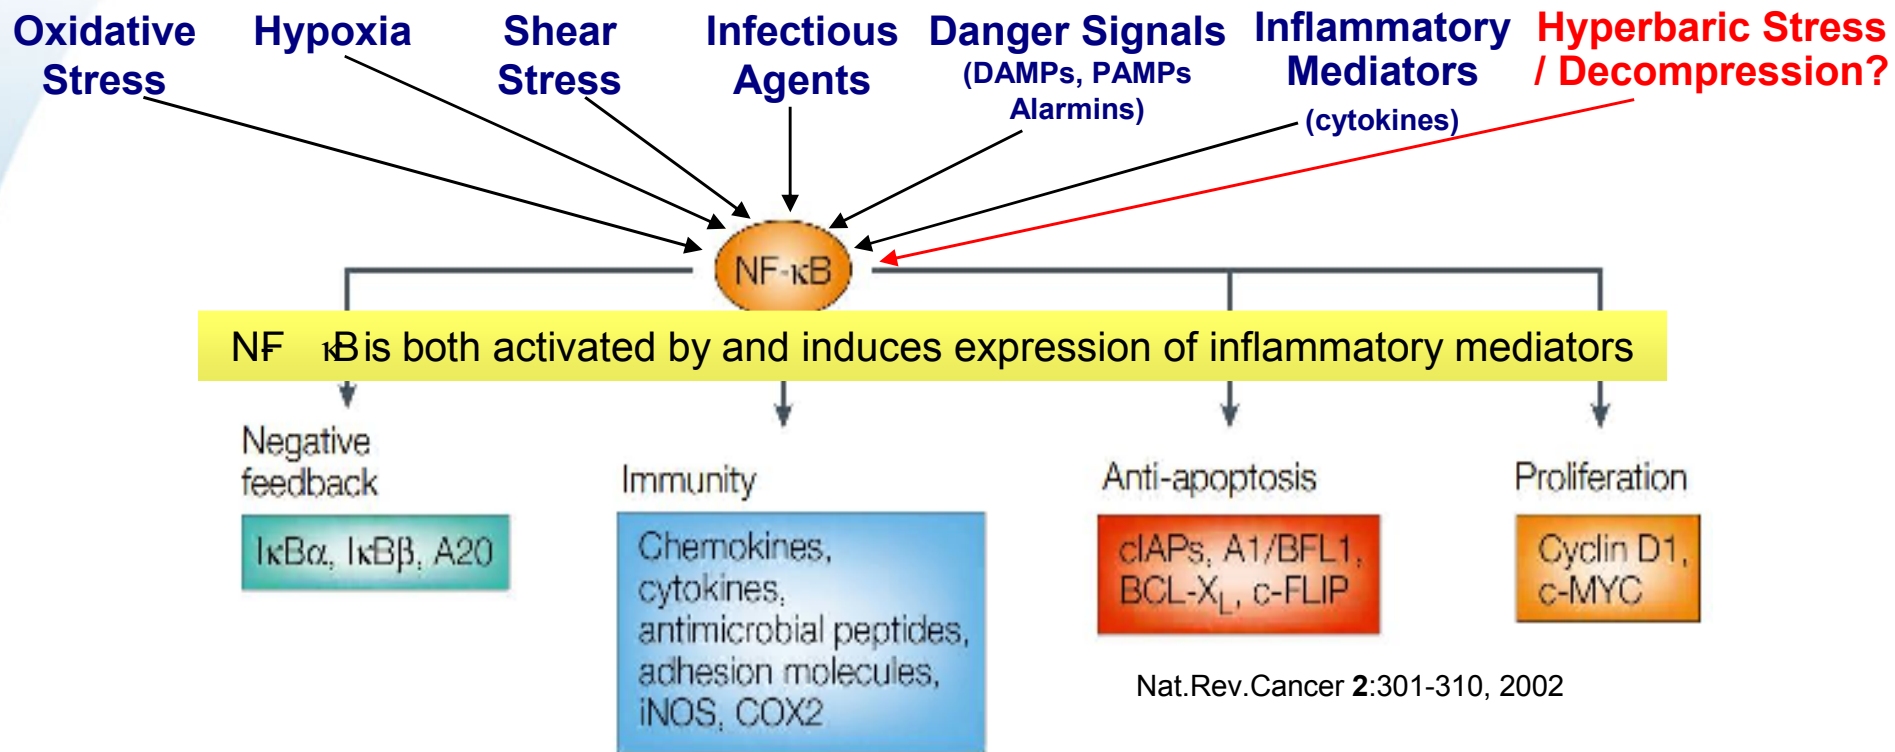 Oxidative
Stress
Hypoxia
Shear
Stress
Infectious
Agents
Danger Signals
(DAMPs, PAMPs
Alarmins)
Inflammatory
Mediators
(cytokines)
Hyperbaric Stress
/ Decompression?
NF-κB
NF κB is both activated by and induces expression of inflammatory mediators
Negative
feedback
IκBα, IκBβ, A20
Immunity
Chemokines,
cytokines,
antimicrobial peptides,
adhesion molecules,
iNOS, COX2
Anti-apoptosis
cIAPs, A1/BFL1,
BCL-XL, c-FLIP
Proliferation
Cyclin D1,
c-MYC
Nat.Rev.Cancer 2:301-310, 2002